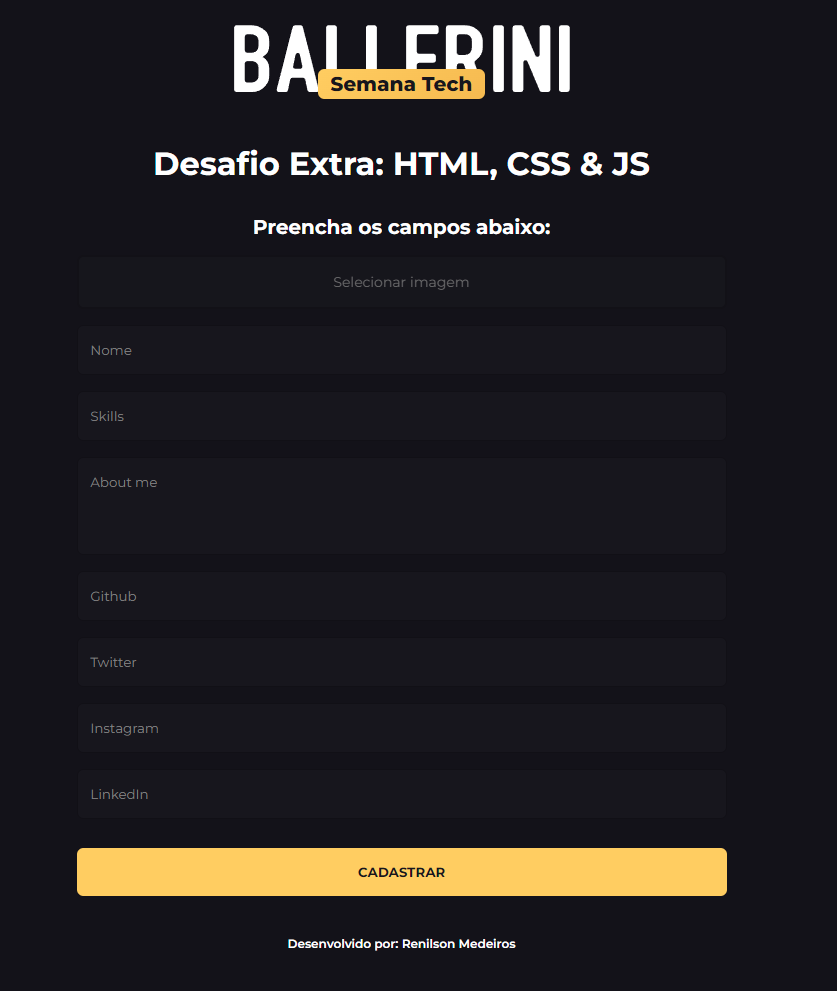 BALLERINI
Semana Tech
Desafio Extra: HTML, CSS & JS
Preencha os campos abaixo:
Selecionar imagem
Nome
Skills
About me
Github
Twitter
Instagram
LinkedIn
CADASTRAR
Desenvolvido por: Renilson Medeiros